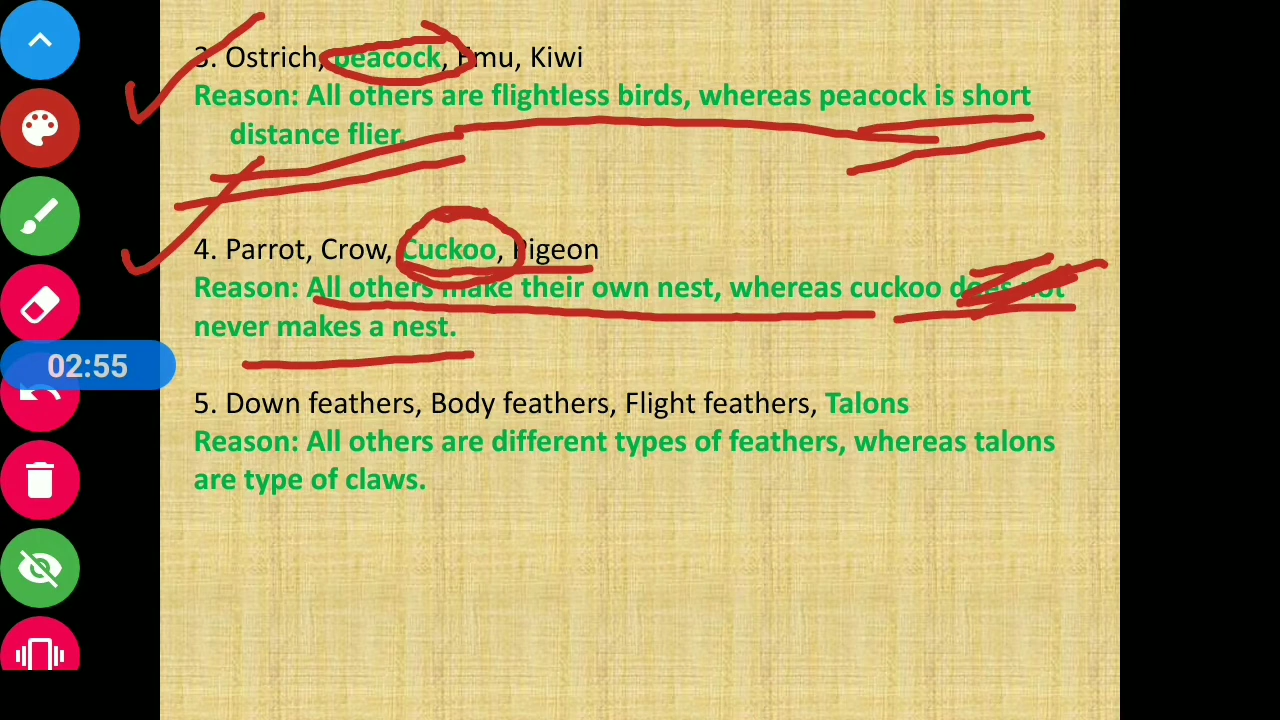 3. Ostrich, peacock, Emu, Kiwi
Reason: All others are flightless birds, whereas peacock is short
distance flier.
4. Parrot, Crow, Cuckoo, Pigeon
Reason: All others make their own nest, whereas cuckoo does not
never makes a nest.
02:55
5. Down feathers, Body feathers, Flight feathers, Talons
Reason: All others are different types of feathers, whereas talons
are type of claws.